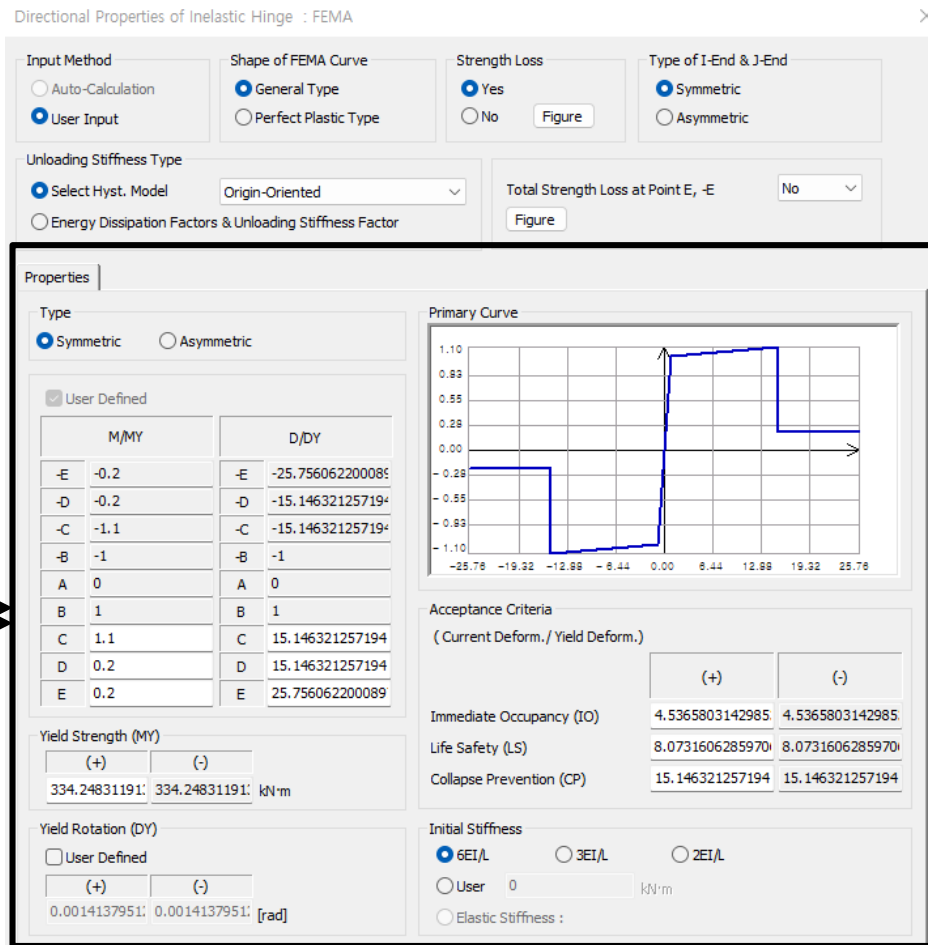 Directional Properties of Inelastic Hinge : FEMA
Input Method
Auto-Calculation
User Input
Shape of FEMA Curve
General Type
Perfect Plastic Type
Strength Loss
Yes
No Figure
Type of I-End & J-End
Symmetric
Asymmetric
Unloading Stiffness Type
Select Hyst. Model Origin-Oriented
Energy Dissipation Factors & Unloading Stiffness Factor
Total Strength Loss at Point E, -E No
Figure
Properties
Type
Symmetric Asymmetric
User Defined
M/MY D/DY
-E -0.2 -E -25.75606220008
-D -0.2 -D -15.14632125719
-C -1.1 -C -15.14632125719
-B -1 -B -1
A 0 A 0
B 1 B 1
C 1.1 C 15.146321257194
D 0.2 D 15.146321257194
E 0.2 E 25.75606220089
Yield Strength (MY)
(+) (-)
334.24831191 334.24831191 kN·m
Yield Rotation (DY)
User Defined
(+) (-)
0.001413795 0.001413795 [rad]
Primary Curve
1.10
0.83
0.55
0.28
0.00
-0.28
-0.55
-0.83
-1.10
-25.76 -19.32 -12.88 -6.44 0.00 6.44 12.88 19.32 25.76
Acceptance Criteria
( Current Deform./ Yield Deform.)
(+) (-)
Immediate Occupancy (IO) 4.5365803142985 4.5365803142985
Life Safety (LS) 8.073160628597 8.073160628597
Collapse Prevention (CP) 15.146321257194 15.146321257194
Initial Stiffness
6EI/L 3EI/L 2EI/L
User 0 kN·m
Elastic Stiffness :